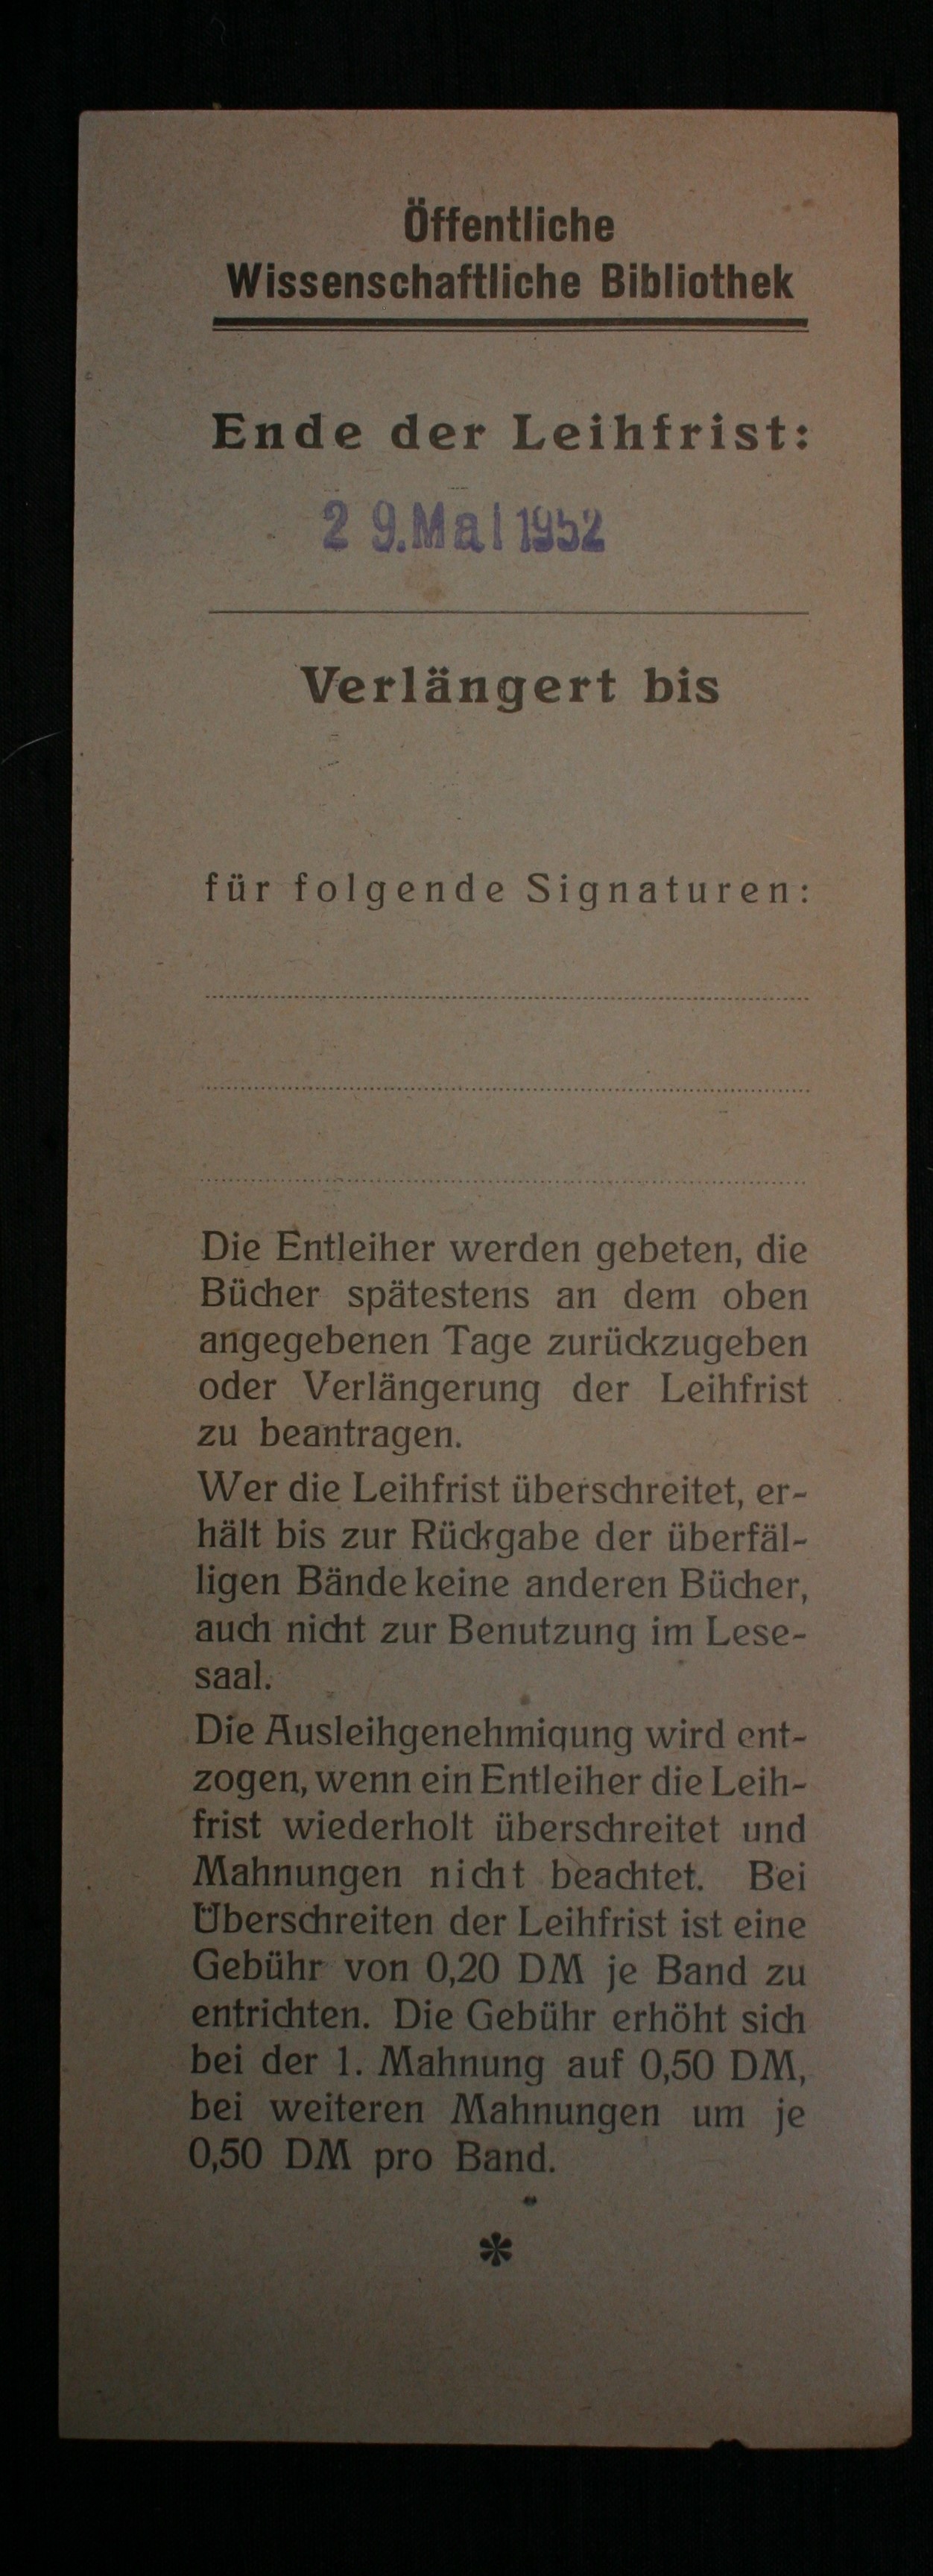 Öffentliche
Wissenschaftliche Bibliothek
Ende der Leihfrist:
29.Mai 1952
Verlängert bis
für folgende Signaturen:
Die Entleiher werden gebeten, die
Bücher spätestens an dem oben
angegebenen Tage zurückzugeben
oder Verlängerung der Leihfrist
zu beantragen.
Wer die Leihfrist überschreitet, er-
hält bis zur Rückgabe der überfäl-
ligen Bände keine anderen Bücher,
auch nicht zur Benutzung im Lese-
saal.
Die Ausleihgenehmigung wird ent-
zogen, wenn ein Entleiher die Leih-
frist wiederholt überschreitet und
Mahnungen nicht beachtet. Bei
Überschreiten der Leihfrist ist eine
Gebühr von 0,20 DM je Band zu
entrichten. Die Gebühr erhöht sich
bei der 1. Mahnung auf 0,50 DM,
bei weiteren Mahnungen um je
0,50 DM pro Band.
*